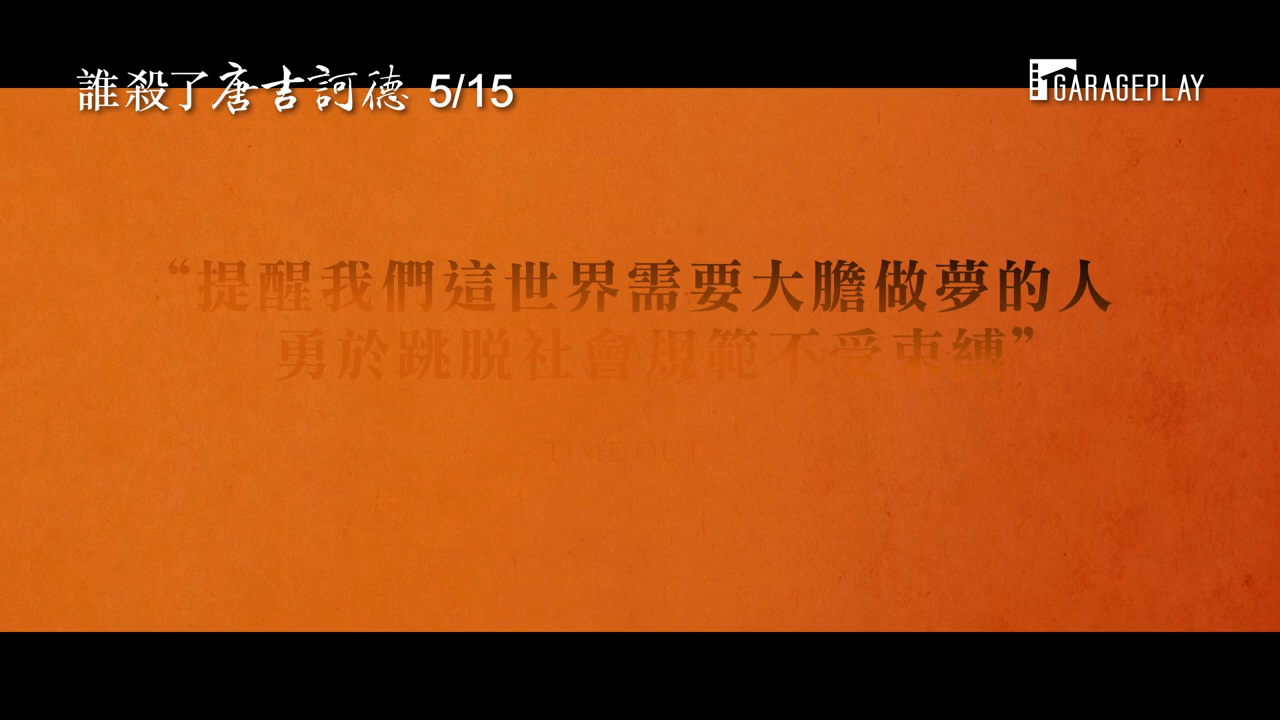 誰殺了唐吉訶德 5/15
GARAGEPLAY
“提醒我們這世界需要大膽做夢的人
勇於跳脫社會規範不受束縛”
TIME OUT